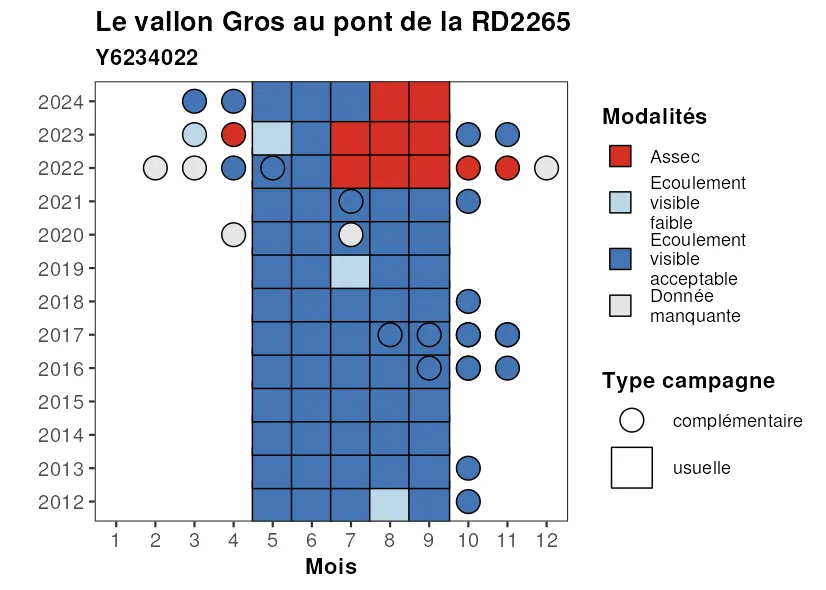 Le vallon Gros au pont de la RD2265
Y6234022
2024
2023
2022
2021
2020
2019
2018
2017
2016
2015
2014
2013
2012
1 2 3 4 5 6 7 8 9 10 11 12
Mois
Modalités
Assec
Ecoulement
visible
faible
Ecoulement
visible
acceptable
Donnée
manquante
Type campagne
complémentaire
usuelle